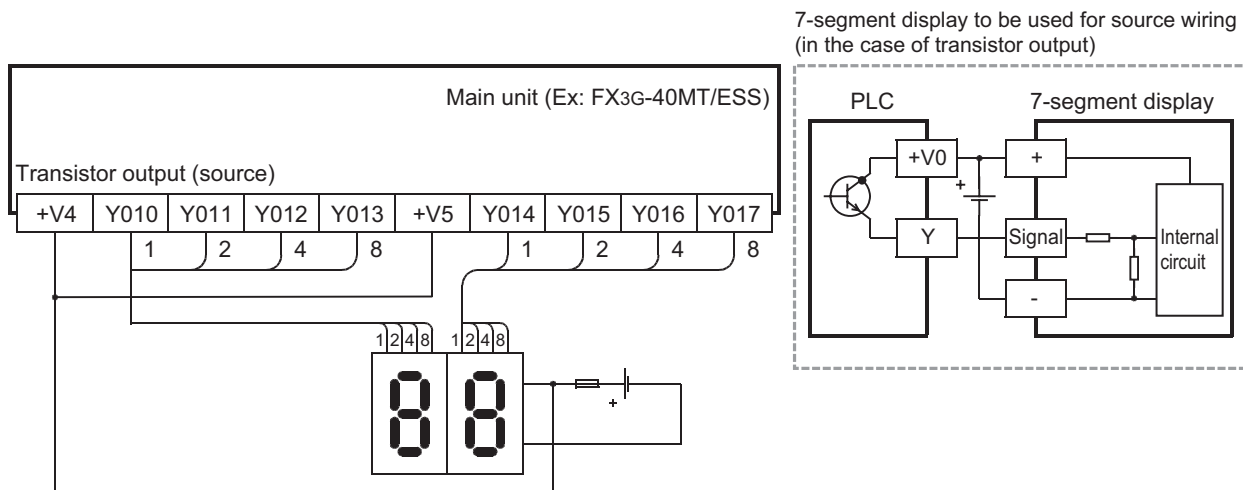 7-segment display to be used for source wiring
(in the case of transistor output)
Main unit (Ex: FX3G-40MT/ESS)
Transistor output (source)
+V4 Y010 Y011 Y012 Y013 +V5 Y014 Y015 Y016 Y017
1 2 4 8 1 2 4 8
1 2 4 8 1 2 4 8
+
PLC 7-segment display
+V0 +
+
Y Signal Internal
circuit
-